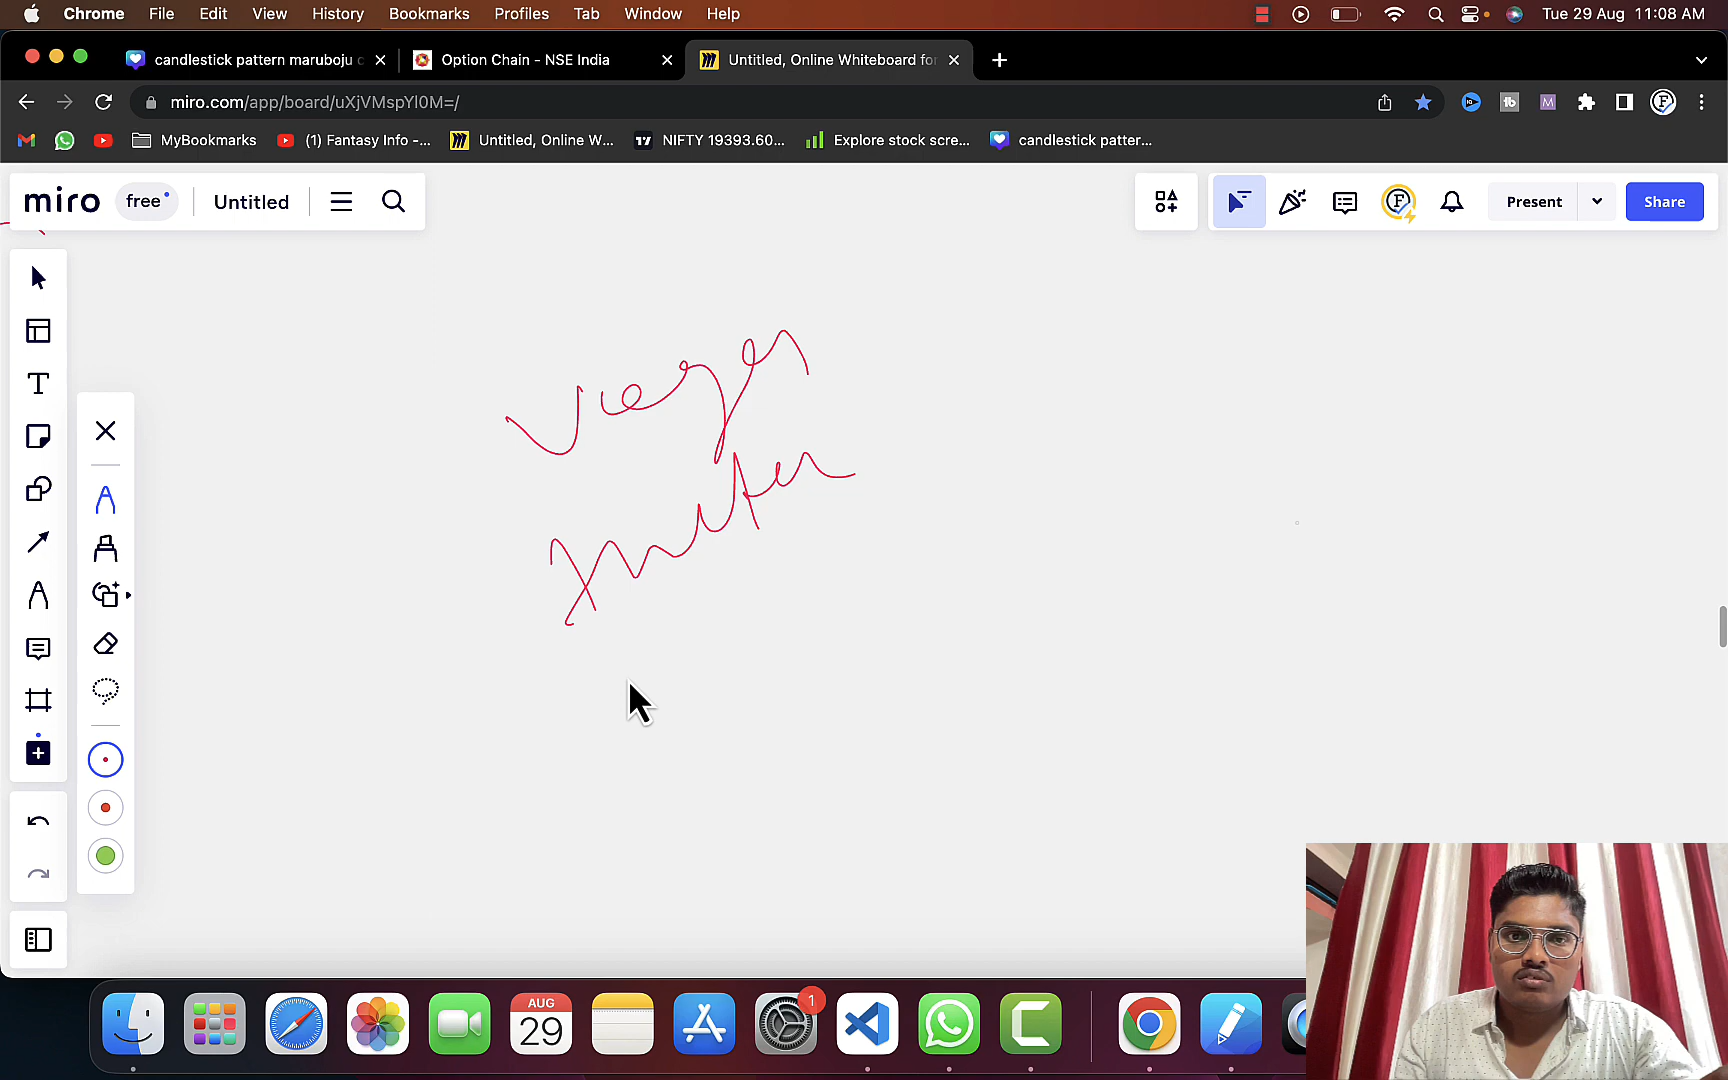 Chrome File Edit View History Bookmarks Profiles Tab Window Help Tue 29 Aug 11:08 AM
candlestick pattern maruboju c Option Chain - NSE India Untitled, Online Whiteboard for
miro.com/app/board/uXjVMspYI0M=/
MyBookmarks (1) Fantasy Info -... Untitled, Online W... NIFTY 19393.60... Explore stock scre... candlestick patter...
miro free Untitled Present Share
AUG
29
1